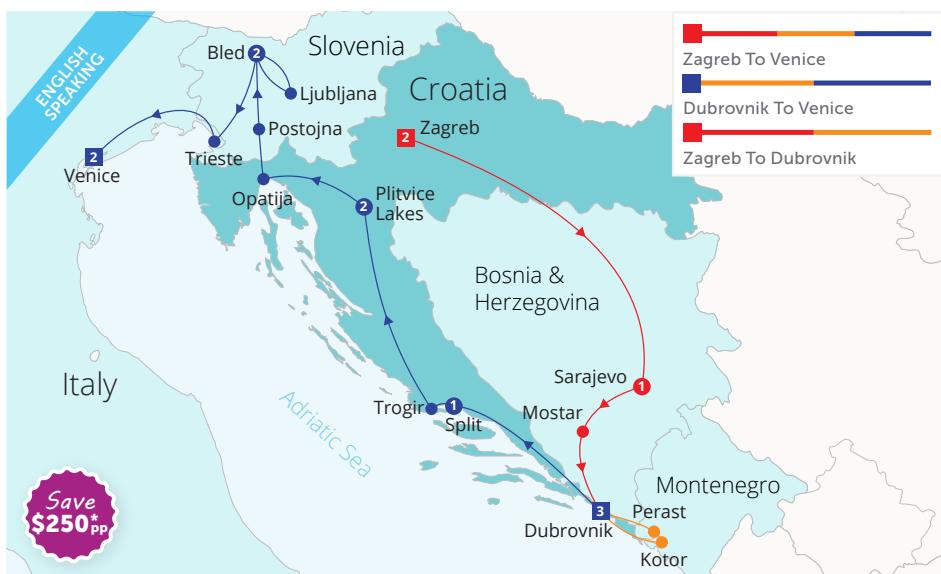 ENGLISH
SPEAKING
Slovenia
Bled
2
Ljubljana
Croatia
Postojna
2
Zagreb
2
Venice
Trieste
Opatija
2
Plitvice
Lakes
Zagreb To Venice
Dubrovnik To Venice
Zagreb To Dubrovnik
Bosnia &
Herzegovina
Italy
Adriatic Sea
Sarajevo
1
Mostar
Trogir
1
Split
Montenegro
3
Dubrovnik
Perast
Kotor
Save
$250*pp